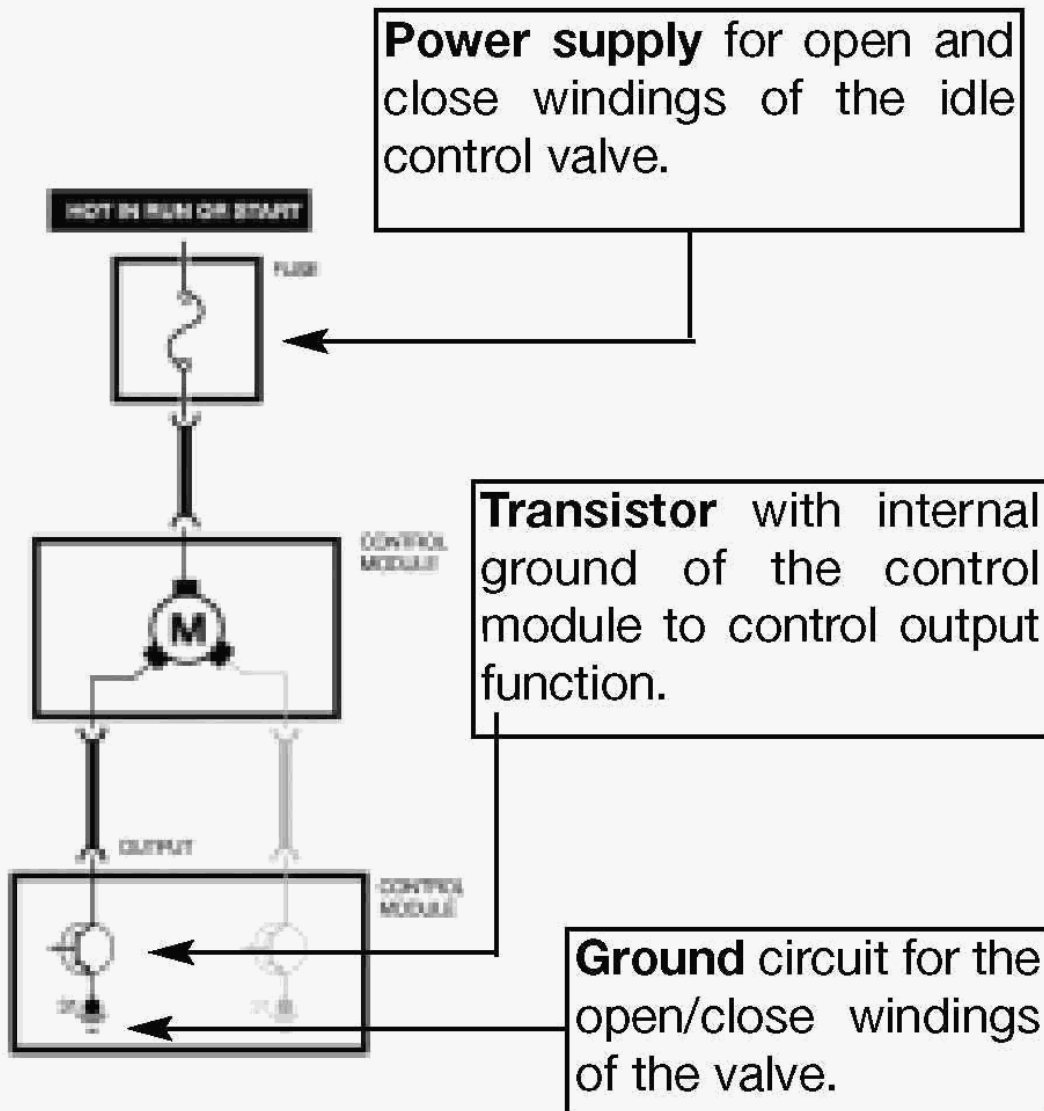 Power supply for open and
close windings of the idle
control valve.
HOT IN RUN OR START
FUSE
Transistor with internal
ground of the control
module to control output
function.
CONTROL
MODULE
M
OUTPUT
CONTROL
MODULE
Ground circuit for the
open/close windings
of the valve.